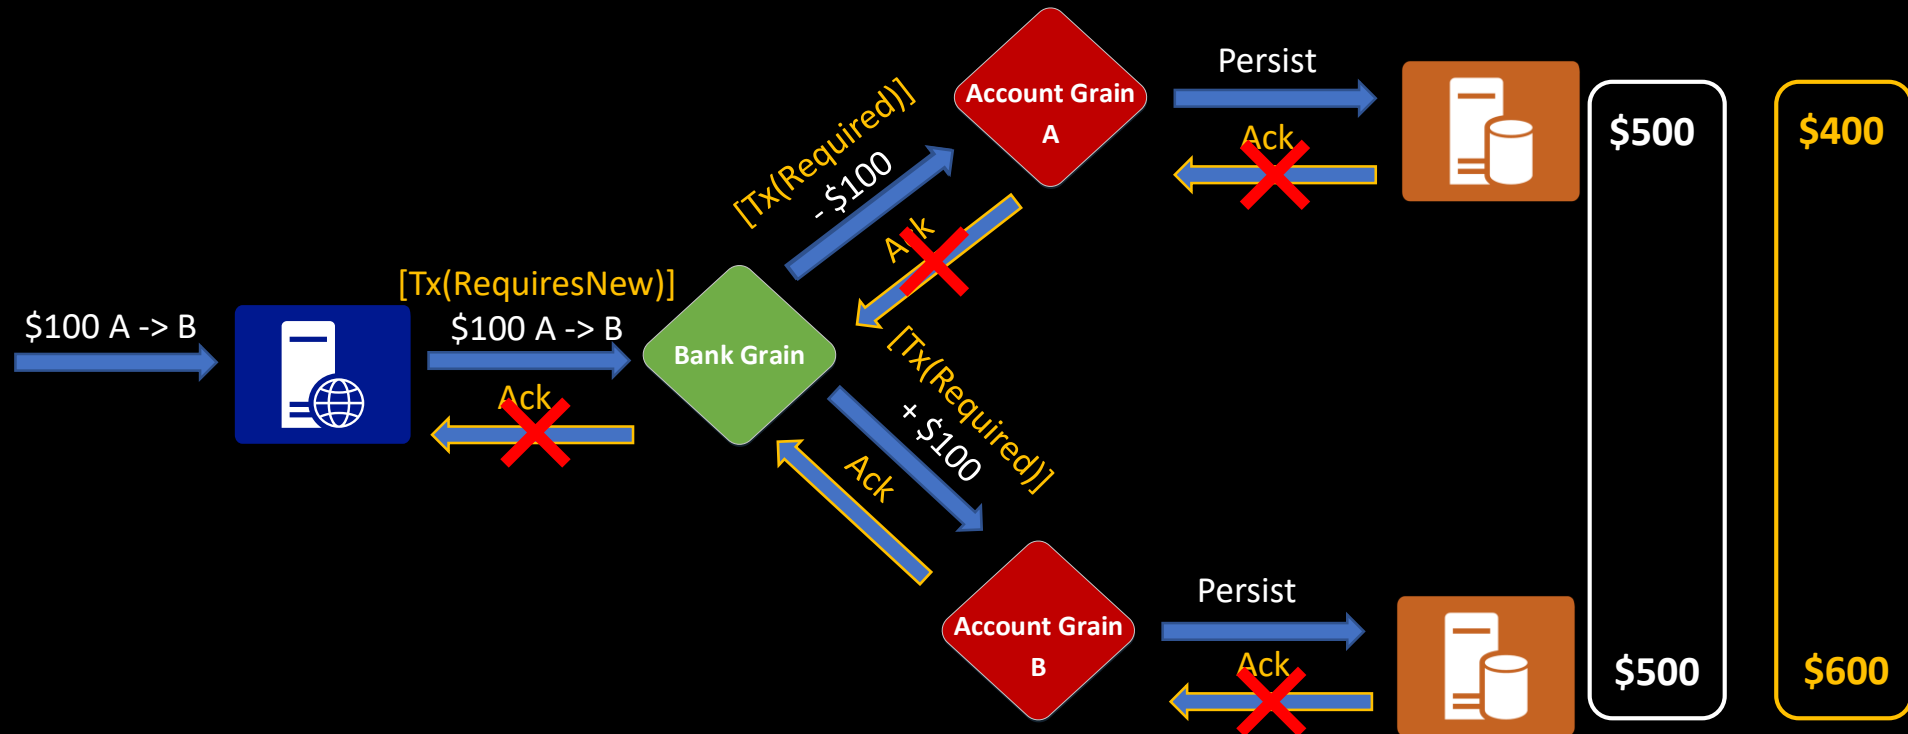 $100 A -> B
[Tx(RequiresNew)]
$100 A -> B
Ack
Bank Grain
[Tx(Required)]
- $100
Ack
Account Grain
A
Persist
Ack
$500
$400
[Tx(Required)]
+ $100
Ack
Account Grain
B
Persist
Ack
$500
$600